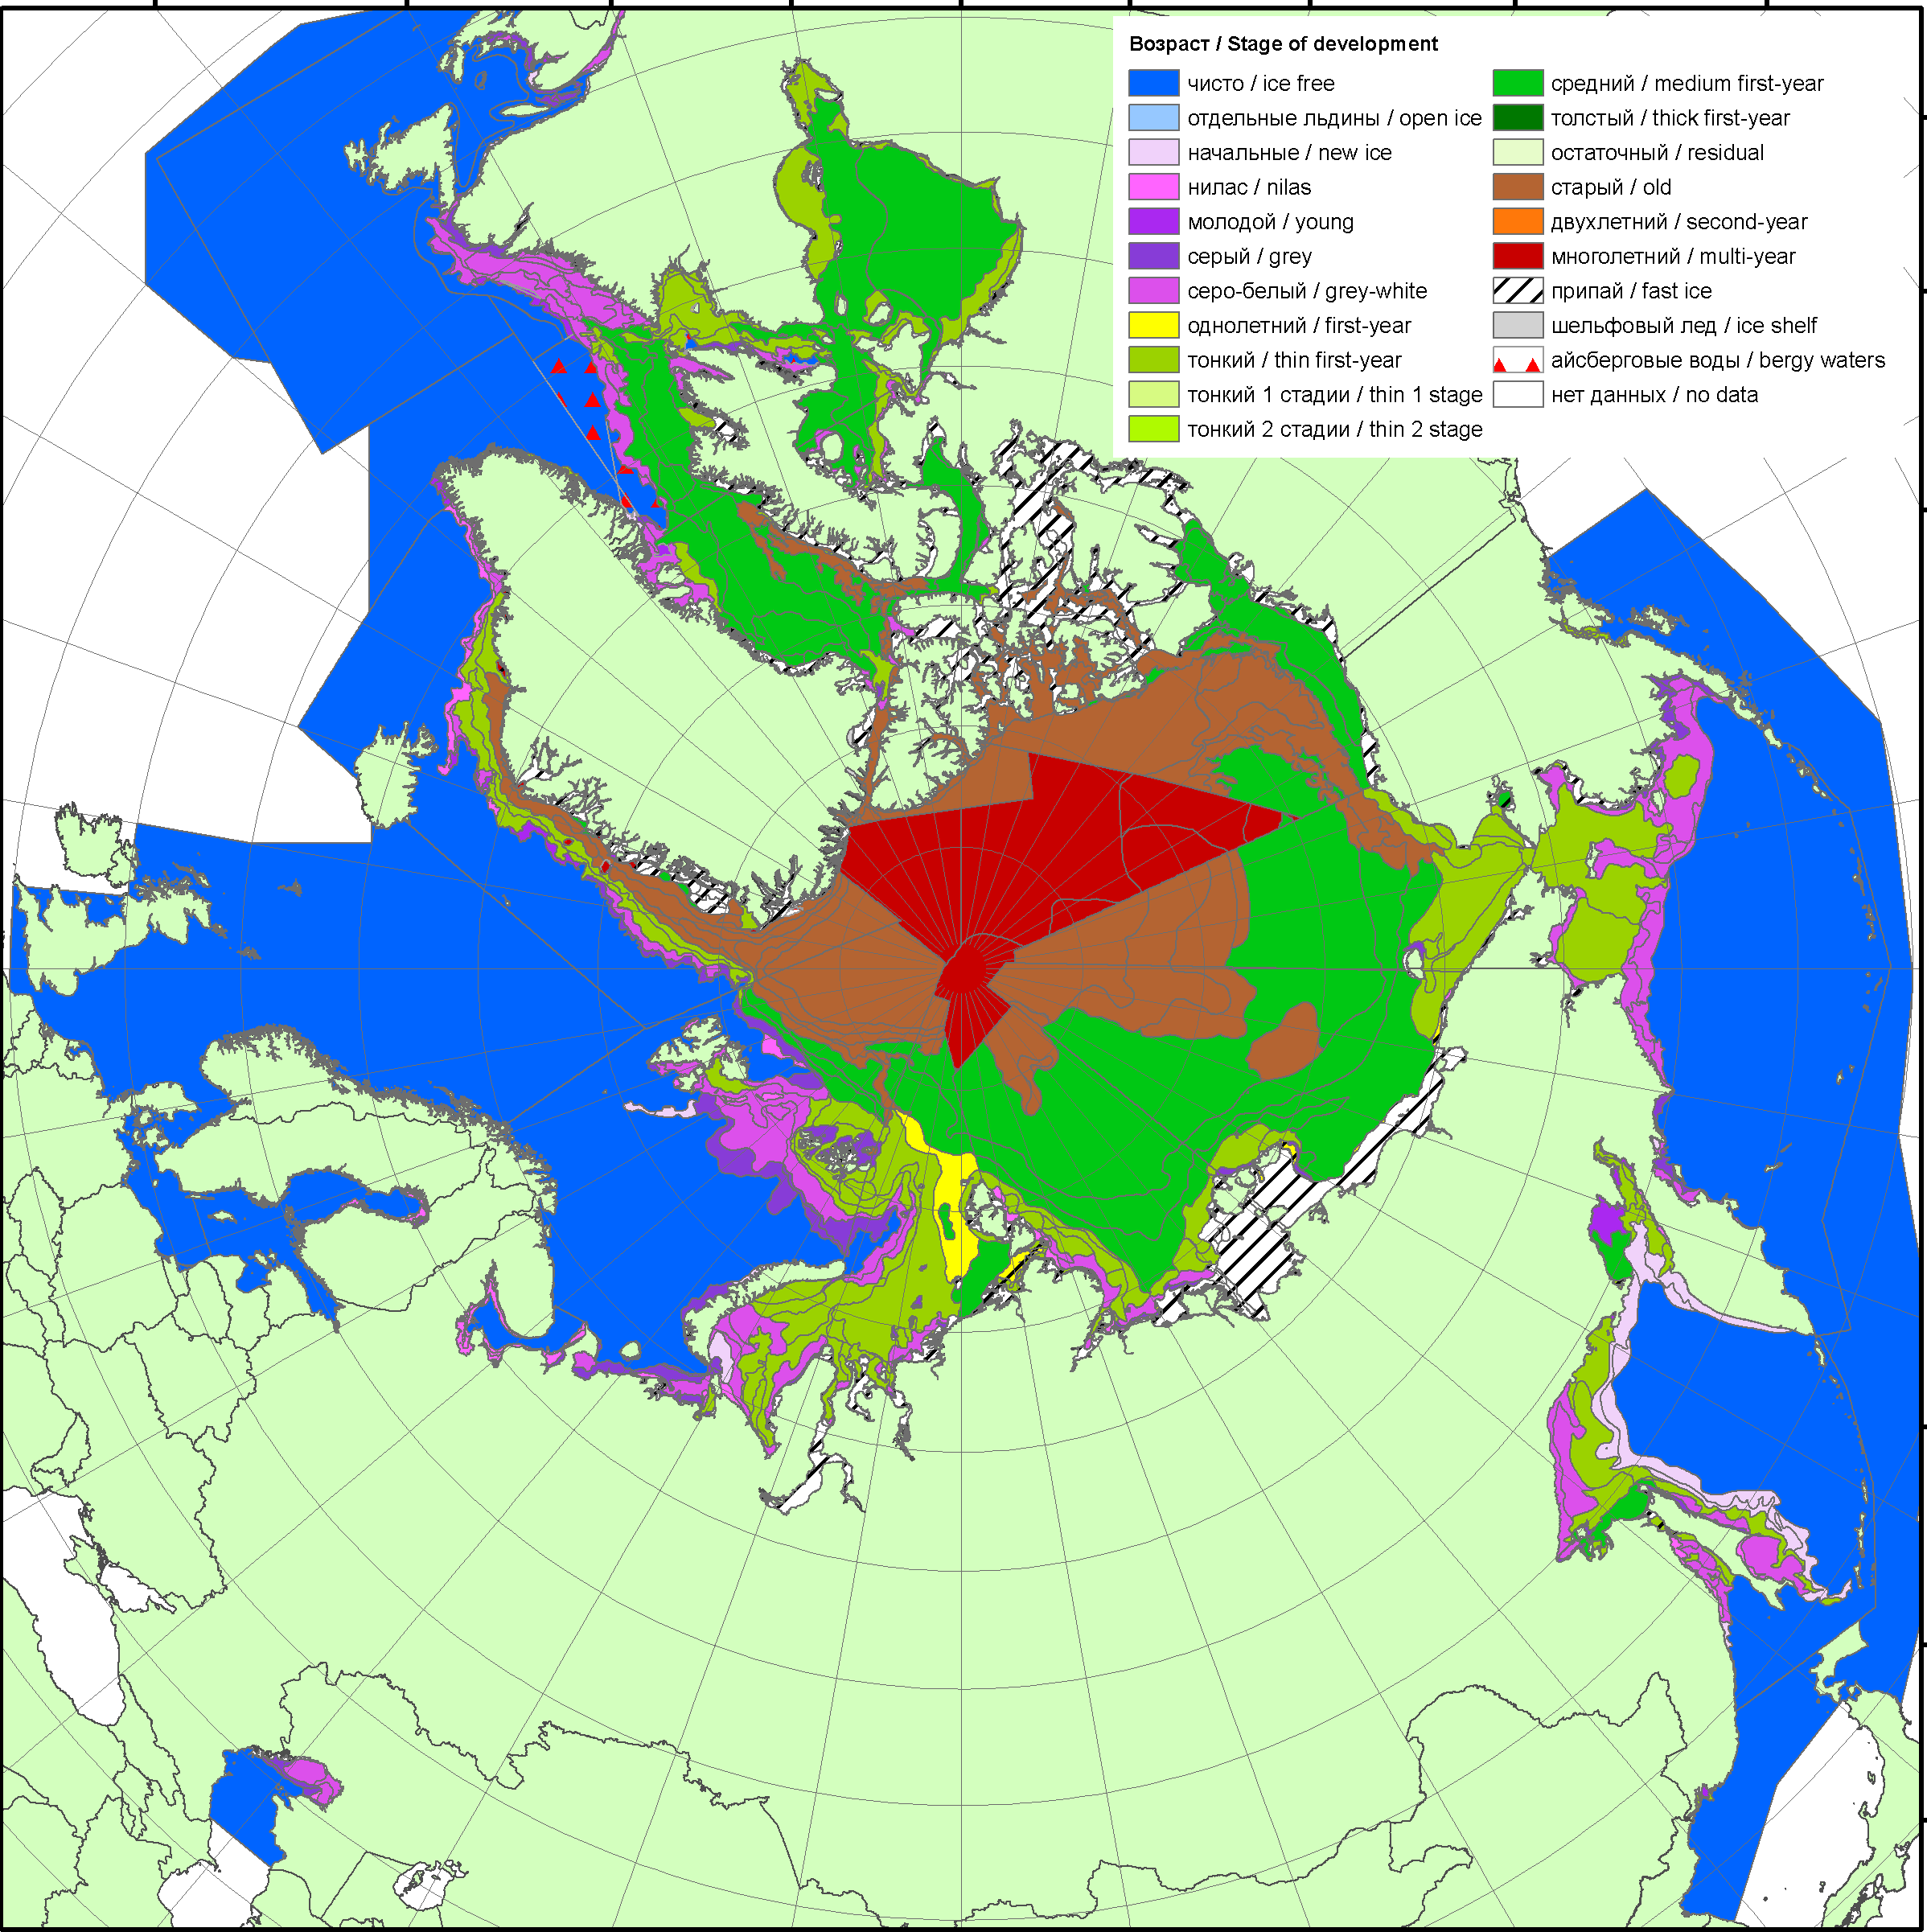 Возраст / Stage of development
чисто / ice free
отдельные льдины / open ice
начальные / new ice
нилас / nilas
молодой / young
серый / grey
серо-белый / grey-white
однолетний / first-year
тонкий / thin first-year
тонкий 1 стадии / thin 1 stage
тонкий 2 стадии / thin 2 stage
средний / medium first-year
толстый / thick first-year
остаточный / residual
старый / old
двухлетний / second-year
многолетний / multi-year
припай / fast ice
шельфовый лед / ice shelf
айсберговые воды / bergy waters
нет данных / no data